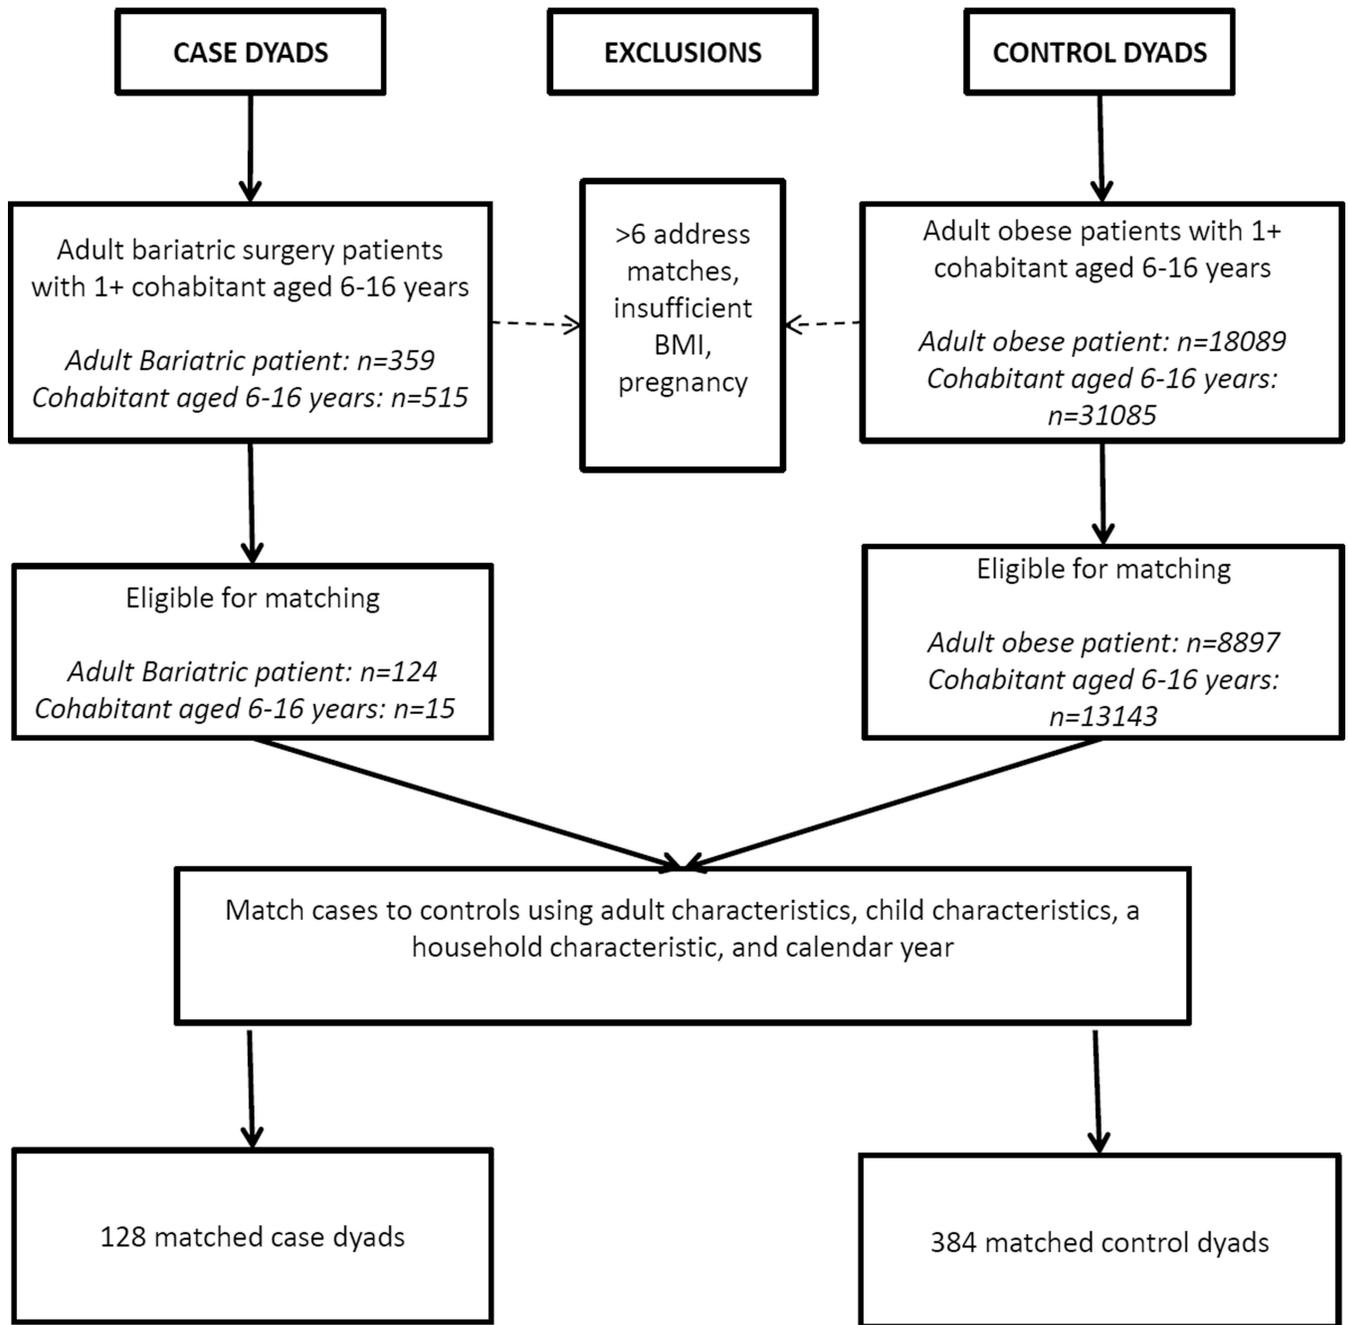 CASE DYADS
EXCLUSIONS
CONTROL DYADS
Adult bariatric surgery patients
with 1+ cohabitant aged 6-16 years
Adult Bariatric patient: n=359
Cohabitant aged 6-16 years: n=515
>6 address
matches,
insufficient
BMI,
pregnancy
Adult obese patients with 1+
cohabitant aged 6-16 years
Adult obese patient: n=18089
Cohabitant aged 6-16 years:
n=31085
Eligible for matching
Adult Bariatric patient: n=124
Cohabitant aged 6-16 years: n=15
Eligible for matching
Adult obese patient: n=8897
Cohabitant aged 6-16 years:
n=13143
Match cases to controls using adult characteristics, child characteristics, a
household characteristic, and calendar year
128 matched case dyads
384 matched control dyads